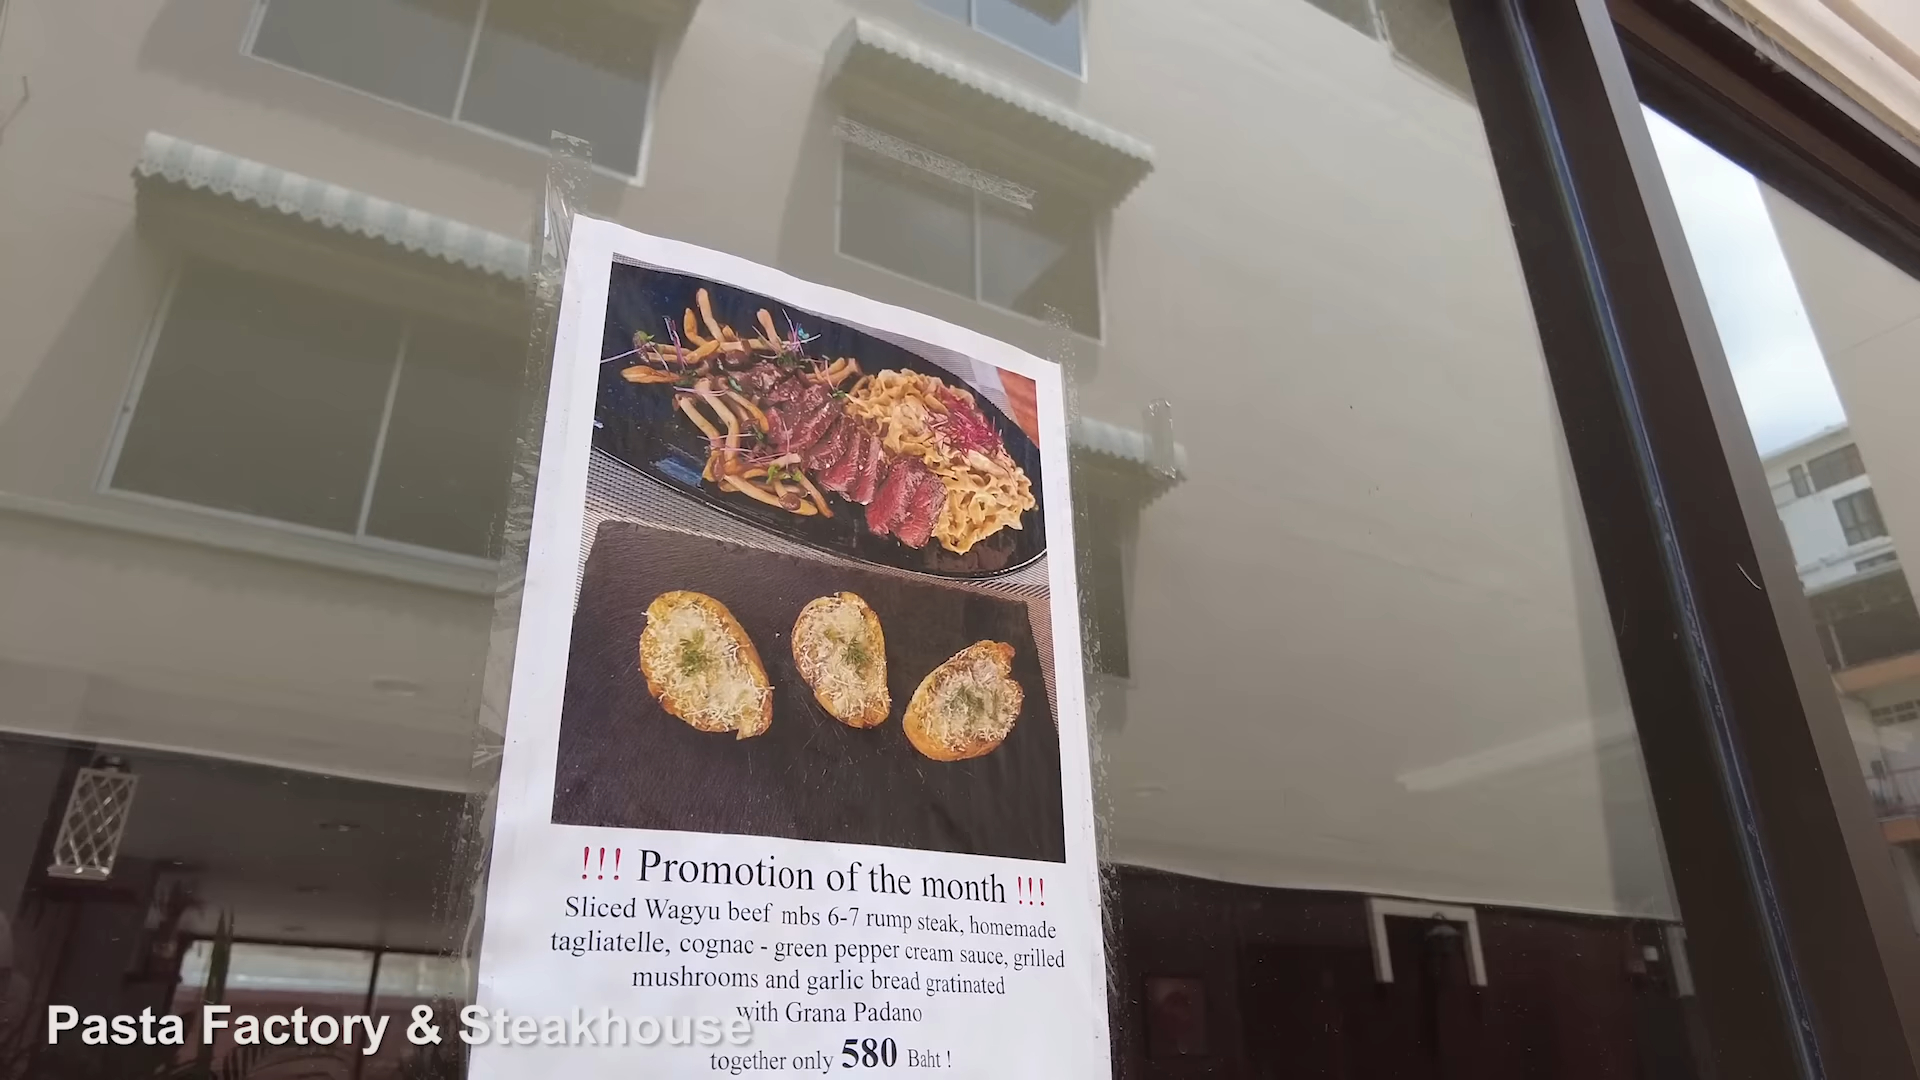 !!! Promotion of the month !!!
Sliced Wagyu beef mbs 6-7 rump steak, homemade
tagliatelle, cognac - green pepper cream sauce, grilled
mushrooms and garlic bread gratinated
with Grana Padano
together only 580 Baht !
Pasta Factory & Steakhouse